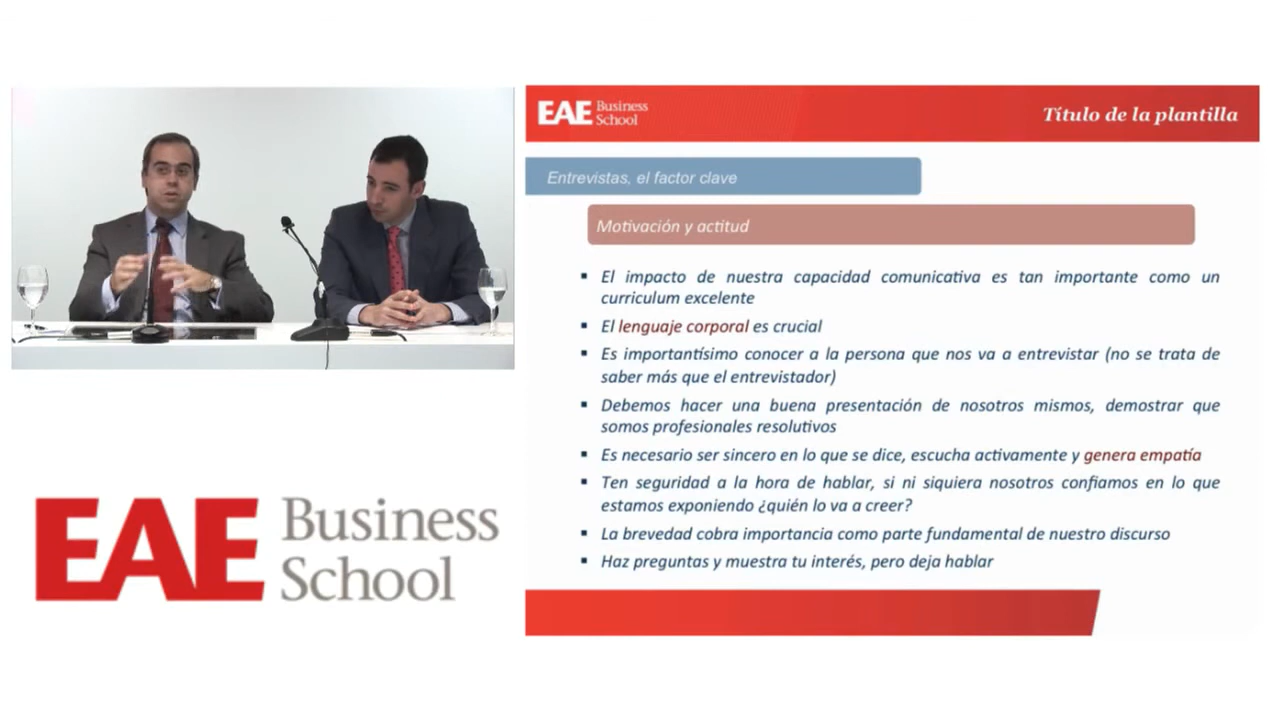 EAE Business School
Título de la plantilla
Entrevistas, el factor clave
Motivación y actitud
▪ El impacto de nuestra capacidad comunicativa es tan importante como un
curriculum excelente
▪ El lenguaje corporal es crucial
▪ Es importantísimo conocer a la persona que nos va a entrevistar (no se trata de
saber más que el entrevistador)
▪ Debemos hacer una buena presentación de nosotros mismos, demostrar que
somos profesionales resolutivos
▪ Es necesario ser sincero en lo que se dice, escucha activamente y genera empatía
▪ Ten seguridad a la hora de hablar, si ni siquiera nosotros confiamos en lo que
estamos exponiendo ¿quién lo va a creer?
▪ La brevedad cobra importancia como parte fundamental de nuestro discurso
▪ Haz preguntas y muestra tu interés, pero deja hablar
EAE Business
School